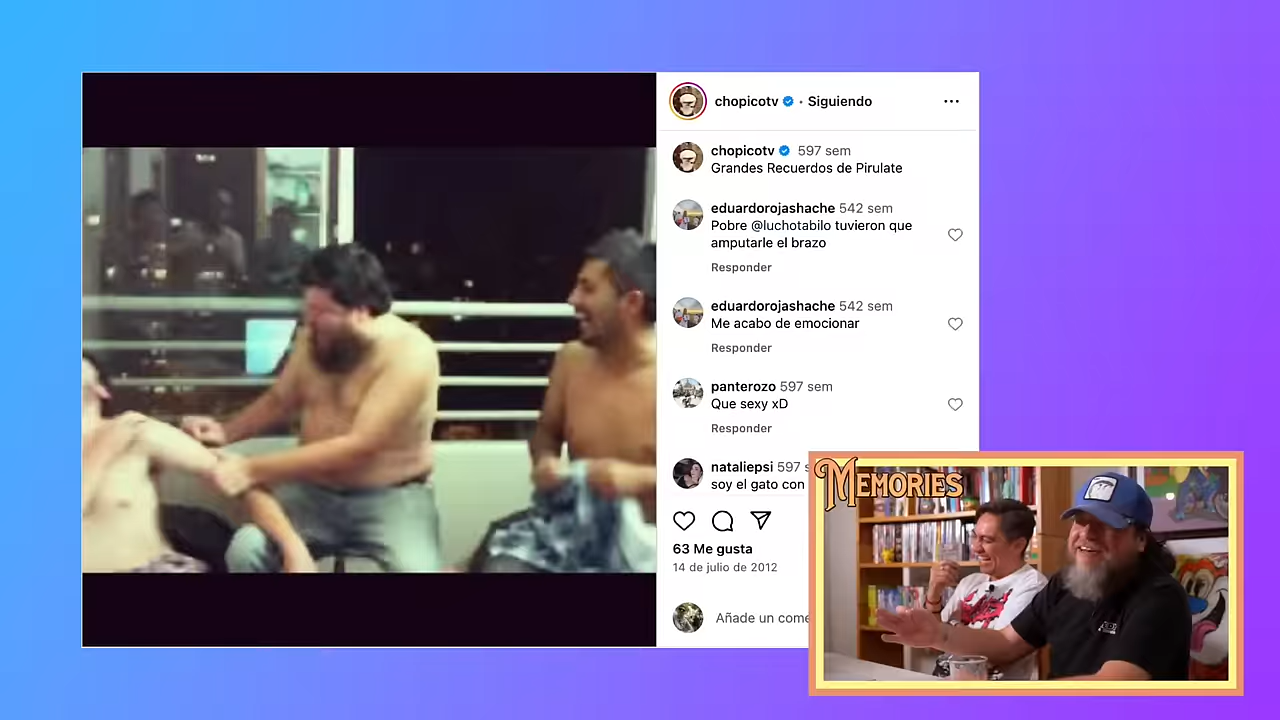 chopicotv • Siguiendo
chopicotv 597 sem
Grandes Recuerdos de Pirulate
eduardorojashache 542 sem
Pobre @luchotabilo tuvieron que
amputarle el brazo
Responder
eduardorojashache 542 sem
Me acabo de emocionar
Responder
panterozo 597 sem
Que sexy xD
Responder
nataliepsi 597 s
soy el gato con
63 Me gusta
14 de julio de 2012
Añade un come
MEMORIES